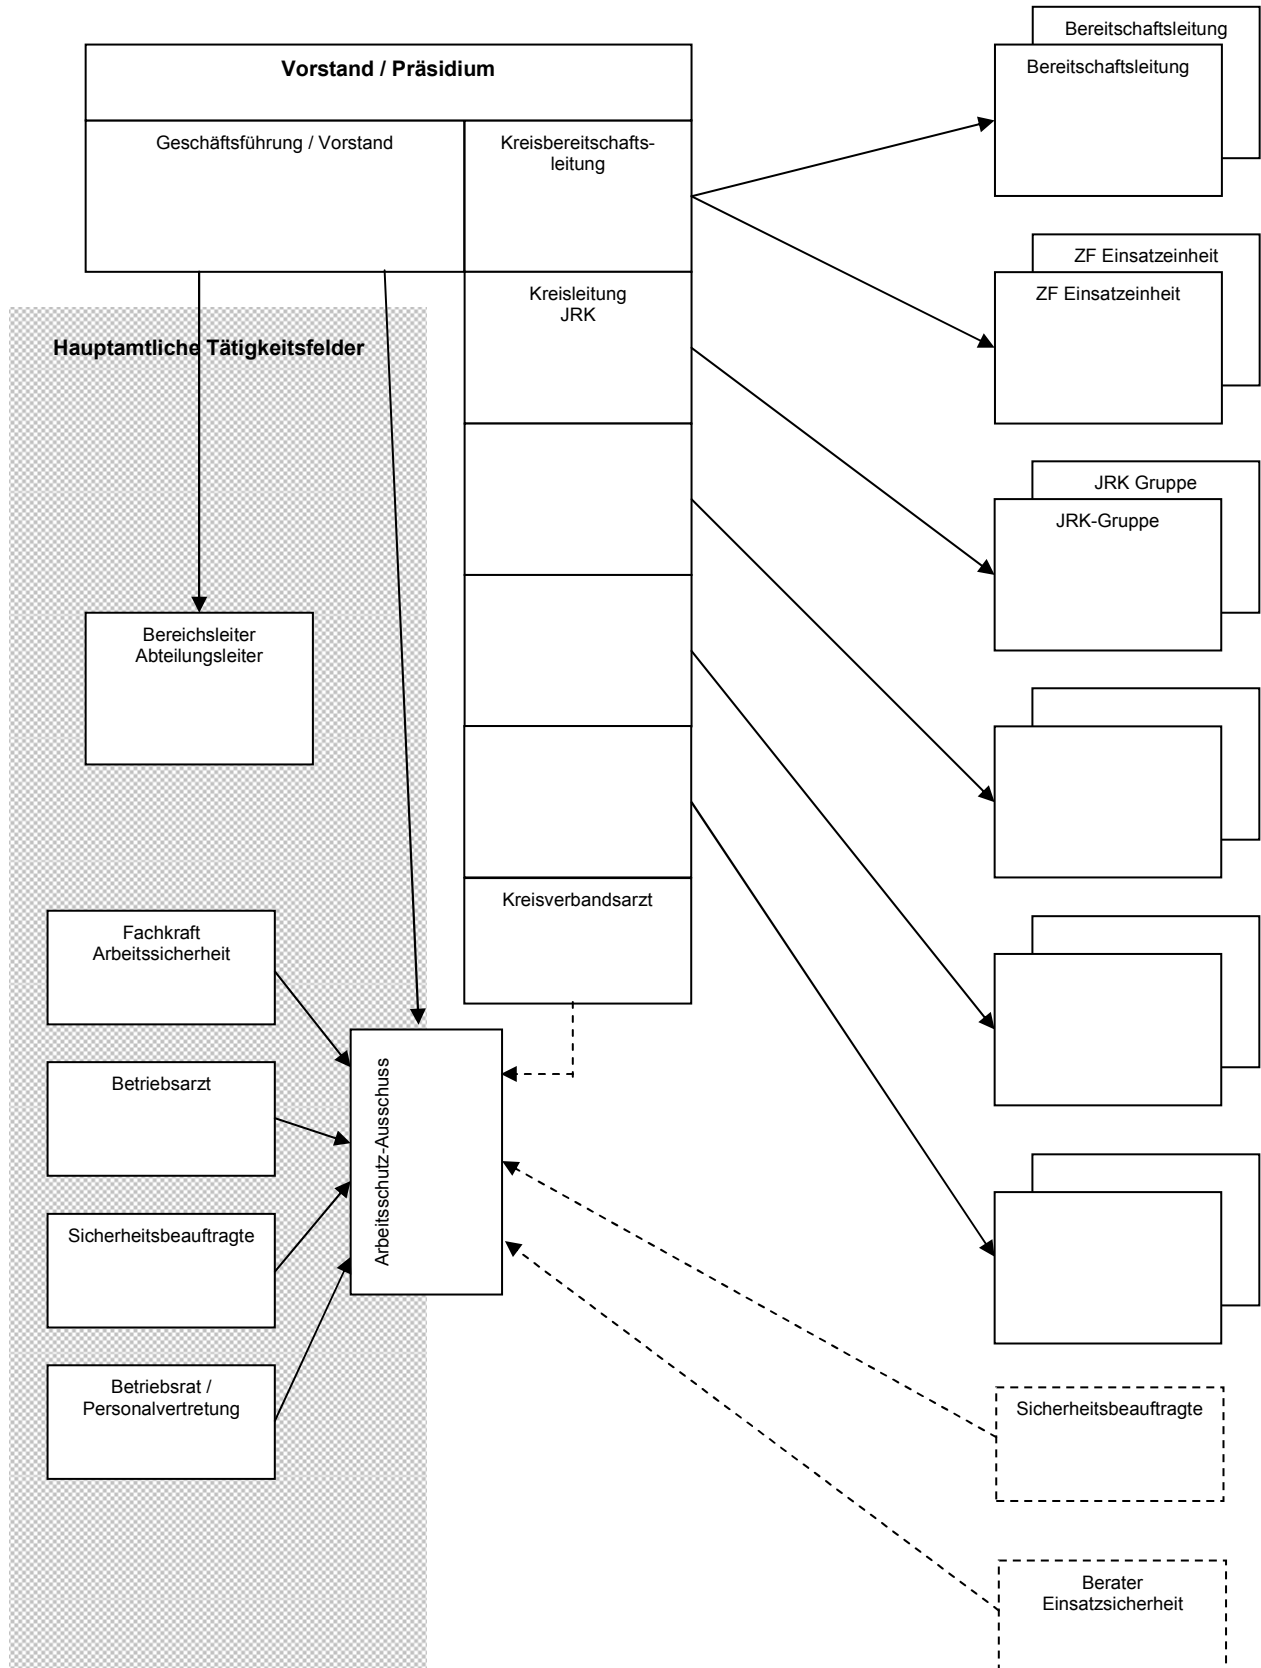 Vorstand / Präsidium
Geschäftsführung / Vorstand
Kreisbereitschafts-
leitung
Kreisleitung
JRK
Kreisverbandsarzt
Hauptamtliche Tätigkeitsfelder
Bereichsleiter
Abteilungsleiter
Fachkraft
Arbeitssicherheit
Betriebsarzt
Sicherheitsbeauftragte
Betriebsrat /
Personalvertretung
Arbeitsschutz-Ausschuss
Bereitschaftsleitung
Bereitschaftsleitung
ZF Einsatzeinheit
ZF Einsatzeinheit
JRK Gruppe
JRK-Gruppe
Sicherheitsbeauftragte
Berater
Einsatzsicherheit